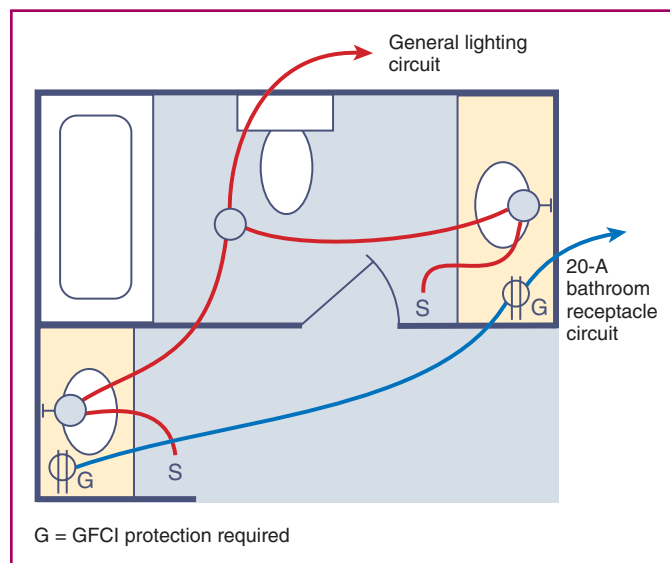 General lighting
circuit
20-A
bathroom
receptacle
circuit
S
G
G
S
G = GFCI protection required